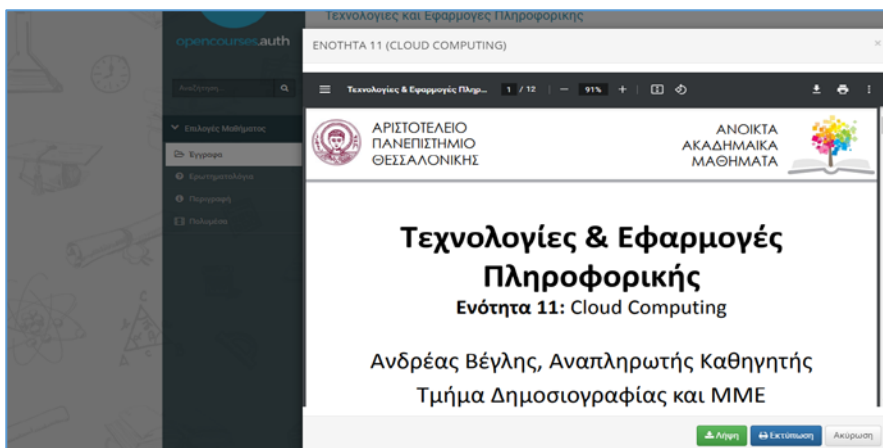 Τεχνολογίες και Εφαρμογές Πληροφορικής
opencourses.auth
ΕΝΟΤΗΤΑ 11 (CLOUD COMPUTING)
×
Αναζήτηση...
Τεχνολογίες & Εφαρμογές Πληρ... 1 / 12 | − 91% + |
Επιλογές Μαθήματος
Έγγραφα
Ερωτηματολόγια
Περιγραφή
Πολυμέσα
ΑΡΙΣΤΟΤΕΛΕΙΟ
ΠΑΝΕΠΙΣΤΗΜΙΟ
ΘΕΣΣΑΛΟΝΙΚΗΣ
ΑΝΟΙΚΤΑ
ΑΚΑΔΗΜΑΙΚΑ
ΜΑΘΗΜΑΤΑ
Τεχνολογίες & Εφαρμογές
Πληροφορικής
Ενότητα 11: Cloud Computing
Ανδρέας Βέγλης, Αναπληρωτής Καθηγητής
Τμήμα Δημοσιογραφίας και ΜΜΕ
Λήψη Εκτύπωση Ακύρωση